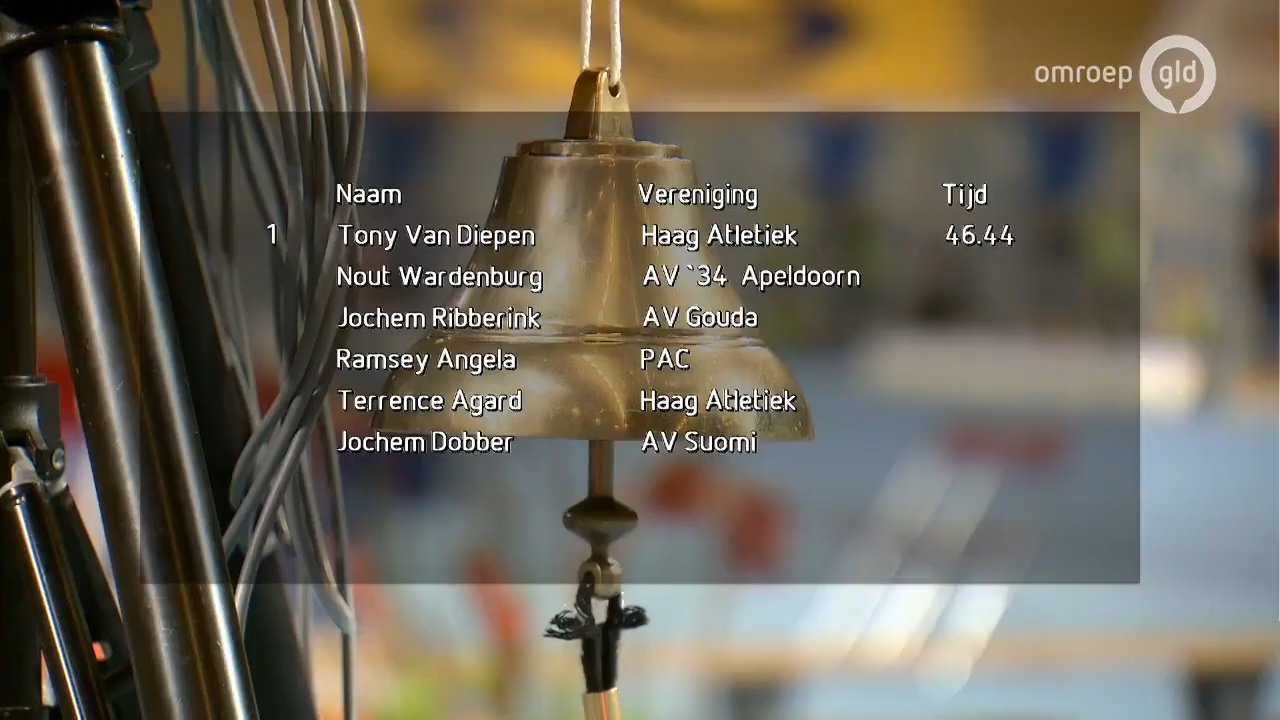 omroep gld
Naam Vereniging Tijd
1 Tony Van Diepen Haag Atletiek 46.44
Nout Wardenburg AV `34 Apeldoorn
Jochem Ribberink AV Gouda
Ramsey Angela PAC
Terrence Agard Haag Atletiek
Jochem Dobber AV Suomi